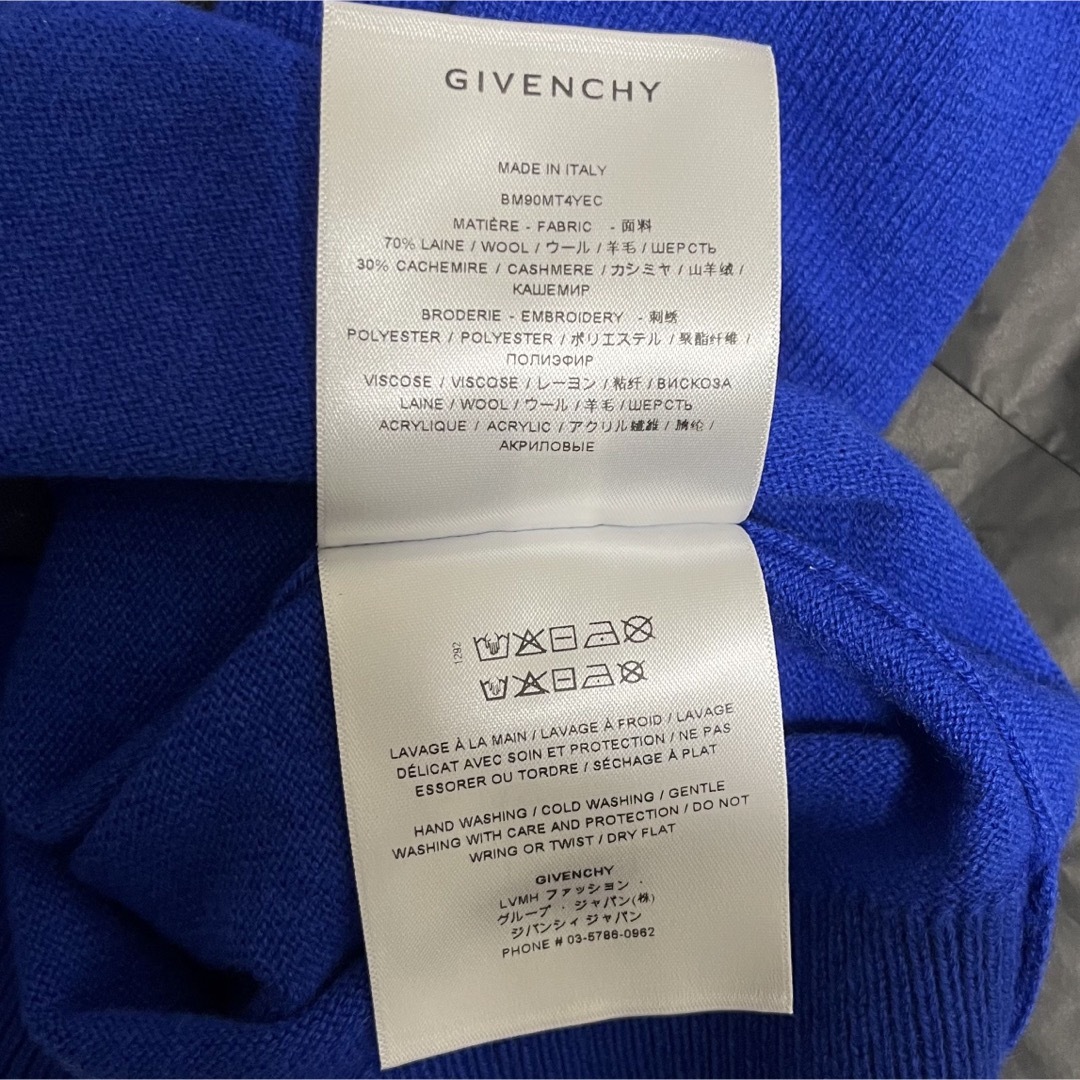 GIVENCHY
MADE IN ITALY
BM90MT4YEC
MATIÈRE - FABRIC - 面料
70% LAINE / WOOL / ウール / 羊毛 / ШЕРСТЬ
30% CACHEMIRE / CASHMERE / カシミヤ / 山羊绒 /
КАШЕМИР
BRODERIE - EMBROIDERY - 刺绣
POLYESTER / POLYESTER / ポリエステル / 聚酯纤维 /
ПОЛИЭФИР
VISCOSE / VISCOSE / レーヨン / 粘纤 / ВИСКОЗА
LAINE / WOOL / ウール / 羊毛 / ШЕРСТЬ
ACRYLIQUE / ACRYLIC / アクリル繊維 / 腈纶 /
АКРИЛОВЫЕ
1292
LAVAGE À LA MAIN / LAVAGE À FROID / LAVAGE
DÉLICAT AVEC SOIN ET PROTECTION / NE PAS
ESSORER OU TORDRE / SÉCHAGE À PLAT
HAND WASHING / COLD WASHING / GENTLE
WASHING WITH CARE AND PROTECTION / DO NOT
WRING OR TWIST / DRY FLAT
GIVENCHY
LVMH ファッション ·
グループ · ジャパン(株)
ジバンシィ ジャパン
PHONE # 03-5786-0962